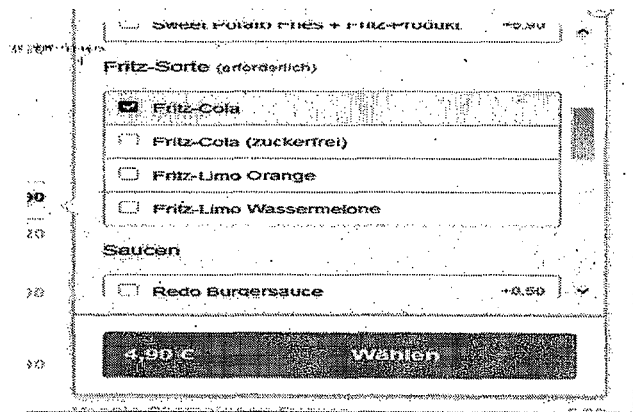 Sweet Potato Fries + Fritz-Produkt
Fritz-Sorte (erforderlich)
Fritz-Cola
Fritz-Cola (zuckerfrei)
Fritz-Limo Orange
Fritz-Limo Wassermelone
Saucen
Redo Burgersauce +0,50
4,90 € Wählen